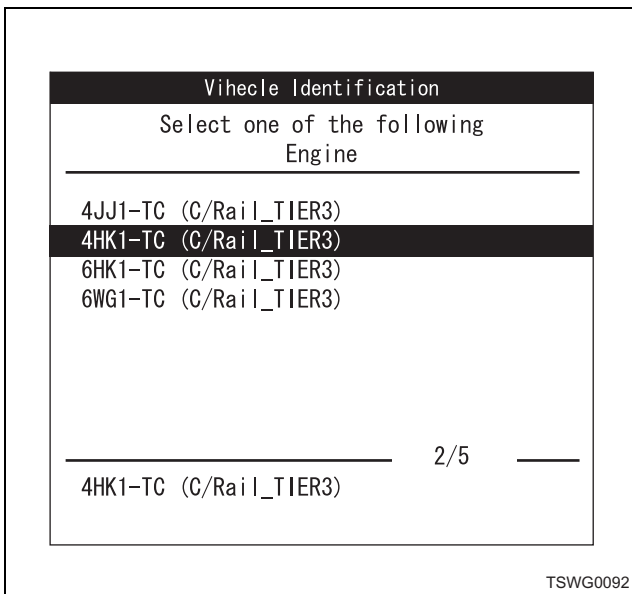 Vihecle Identification
Select one of the following
Engine
4JJ1-TC (C/Rail_TIER3)
4HK1-TC (C/Rail_TIER3)
6HK1-TC (C/Rail_TIER3)
6WG1-TC (C/Rail_TIER3)
2/5
4HK1-TC (C/Rail_TIER3)
TSWG0092